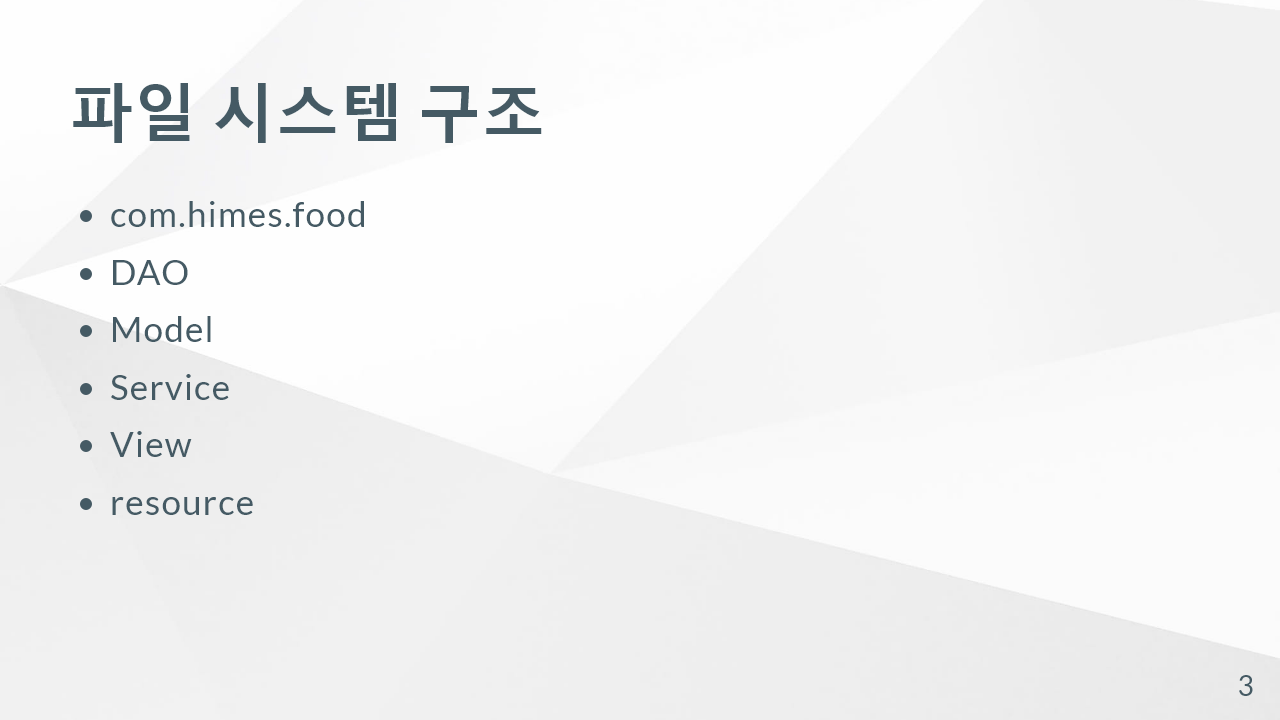 파일 시스템 구조
com.himes.food
DAO
Model
Service
View
resource
3